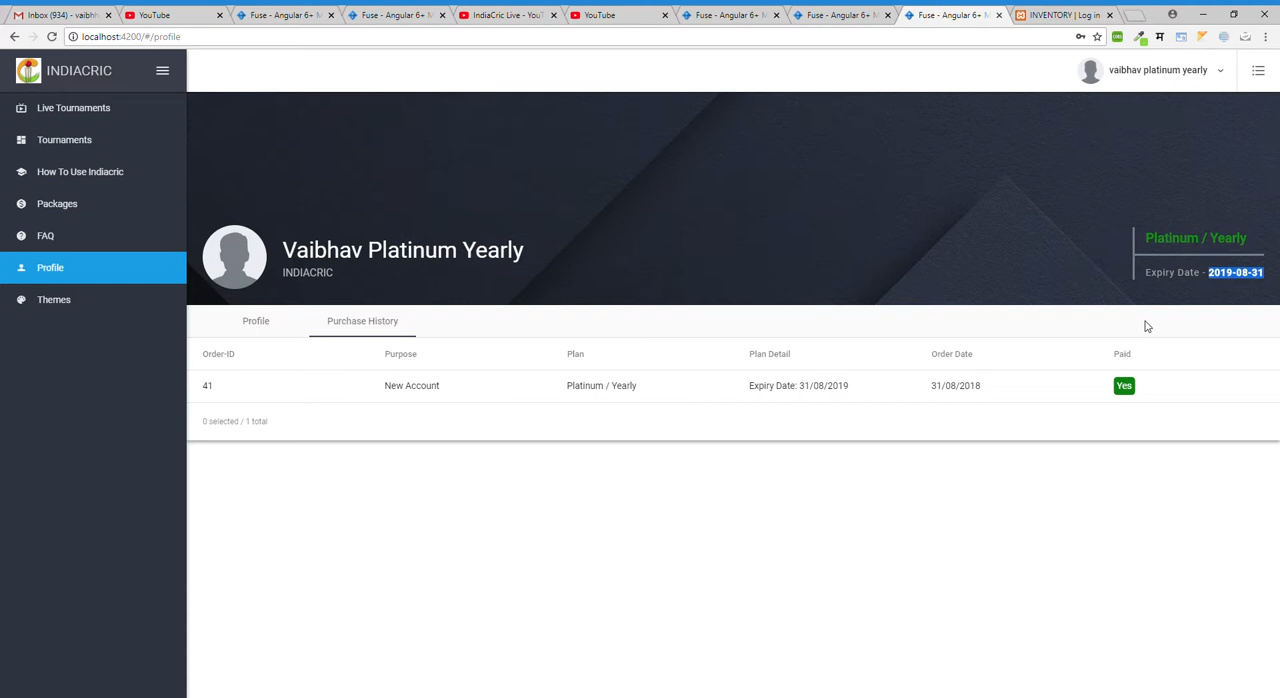 Inbox (934) - vaibhav
YouTube
Fuse - Angular 6+ M
Fuse - Angular 6+ M
IndiaCric Live - YouT
YouTube
Fuse - Angular 6+ M
Fuse - Angular 6+ M
Fuse - Angular 6+ M
INVENTORY | Log in
localhost:4200/#/profile
INDIACRIC
vaibhav platinum yearly
Live Tournaments
Tournaments
How To Use Indiacric
Packages
FAQ
Profile
Themes
Vaibhav Platinum Yearly
INDIACRIC
Platinum / Yearly
Expiry Date - 2019-08-31
Profile Purchase History
Order-ID Purpose Plan Plan Detail Order Date Paid
41 New Account Platinum / Yearly Expiry Date: 31/08/2019 31/08/2018 Yes
0 selected / 1 total